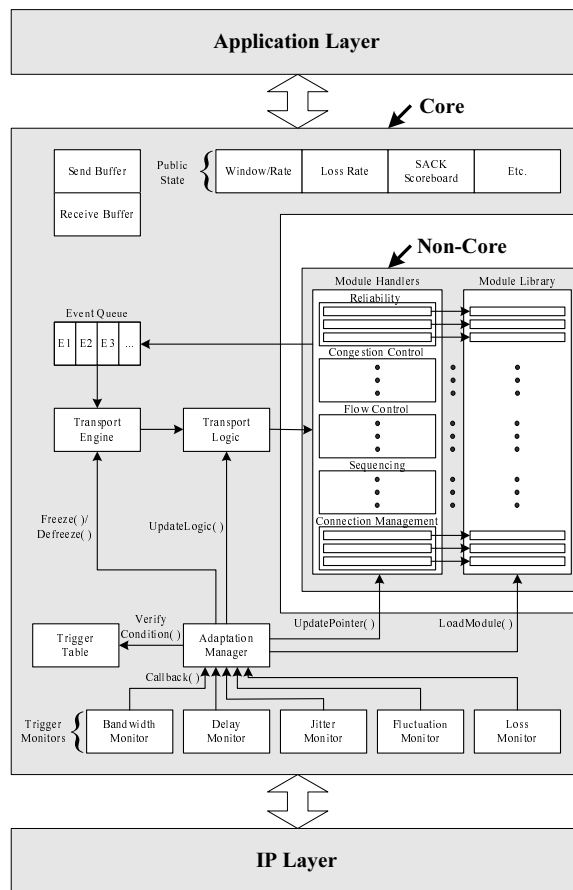 Application Layer
Core
Send Buffer
Receive Buffer
Public
State
Window/Rate
Loss Rate
SACK
Scoreboard
Etc.
Non-Core
Module Handlers
Module Library
Reliability
Congestion Control
Flow Control
Sequencing
Connection Management
Event Queue
E1
E2
E3
...
Transport
Engine
Transport
Logic
Freeze( )/
Defreeze( )
UpdateLogic( )
UpdatePointer( )
LoadModule( )
Verify
Condition( )
Trigger
Table
Adaptation
Manager
Callback( )
Trigger
Monitors
Bandwidth
Monitor
Delay
Monitor
Jitter
Monitor
Fluctuation
Monitor
Loss
Monitor
IP Layer